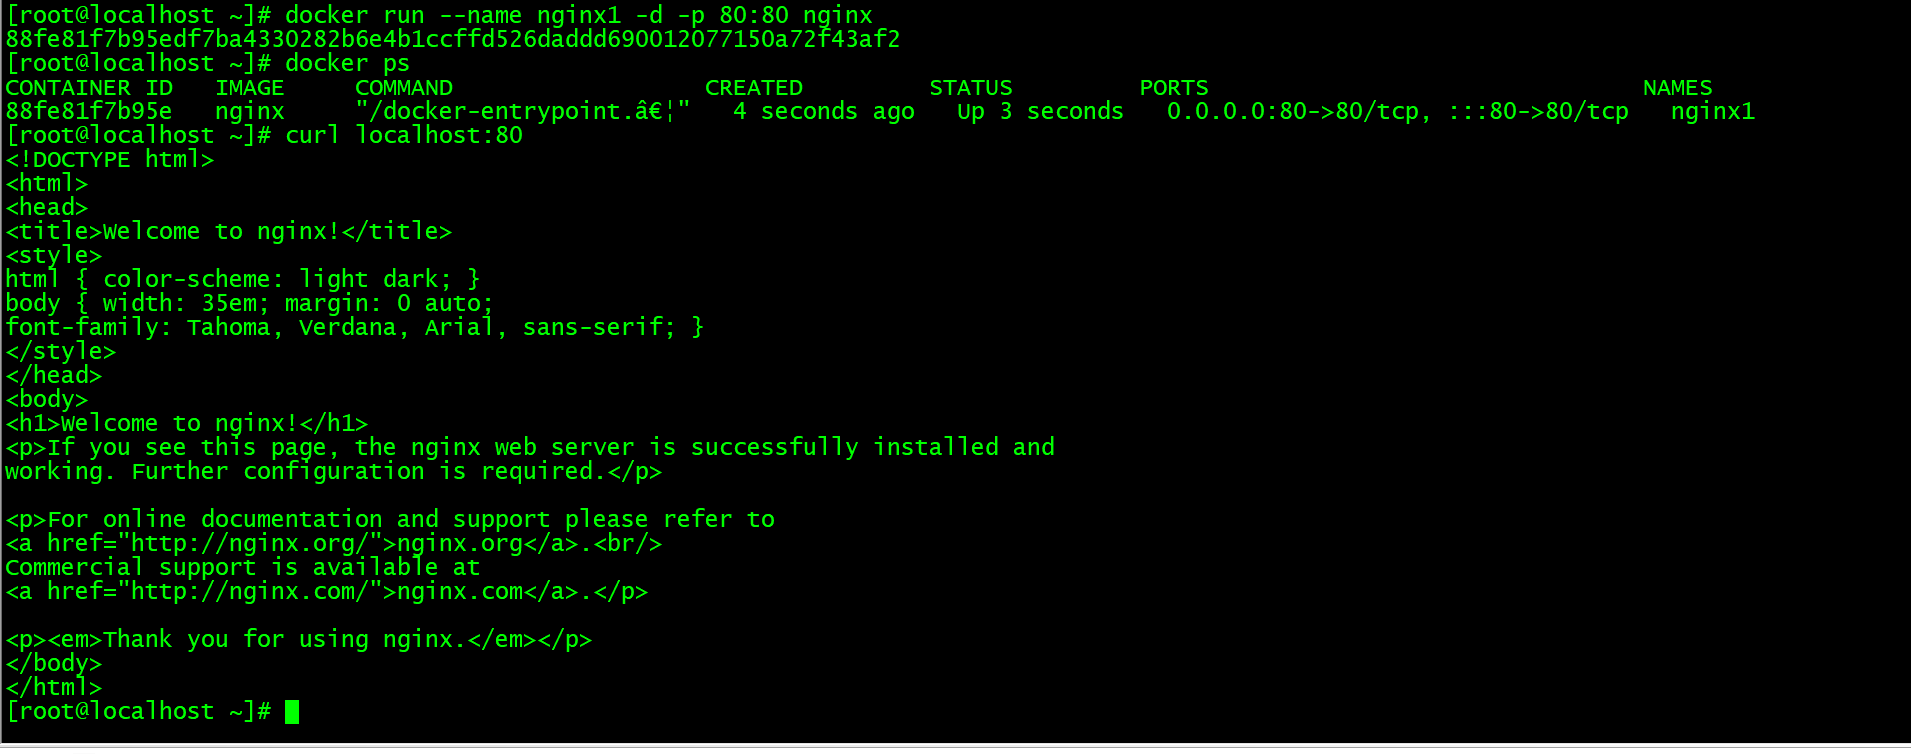 [root@localhost ~]# docker run --name nginx1 -d -p 80:80 nginx
88fe81f7b95edf7ba4330282b6e4b1ccffd526daddd690012077150a72f43af2
[root@localhost ~]# docker ps
CONTAINER ID   IMAGE     COMMAND                  CREATED         STATUS         PORTS                               NAMES
88fe81f7b95e   nginx     "/docker-entrypoint.â€¦"   4 seconds ago   Up 3 seconds   0.0.0.0:80->80/tcp, :::80->80/tcp   nginx1
[root@localhost ~]# curl localhost:80
<!DOCTYPE html>
<html>
<head>
<title>Welcome to nginx!</title>
<style>
html { color-scheme: light dark; }
body { width: 35em; margin: 0 auto;
font-family: Tahoma, Verdana, Arial, sans-serif; }
</style>
</head>
<body>
<h1>Welcome to nginx!</h1>
<p>If you see this page, the nginx web server is successfully installed and
working. Further configuration is required.</p>

<p>For online documentation and support please refer to
<a href="http://nginx.org/">nginx.org</a>.<br/>
Commercial support is available at
<a href="http://nginx.com/">nginx.com</a>.</p>

<p><em>Thank you for using nginx.</em></p>
</body>
</html>
[root@localhost ~]#